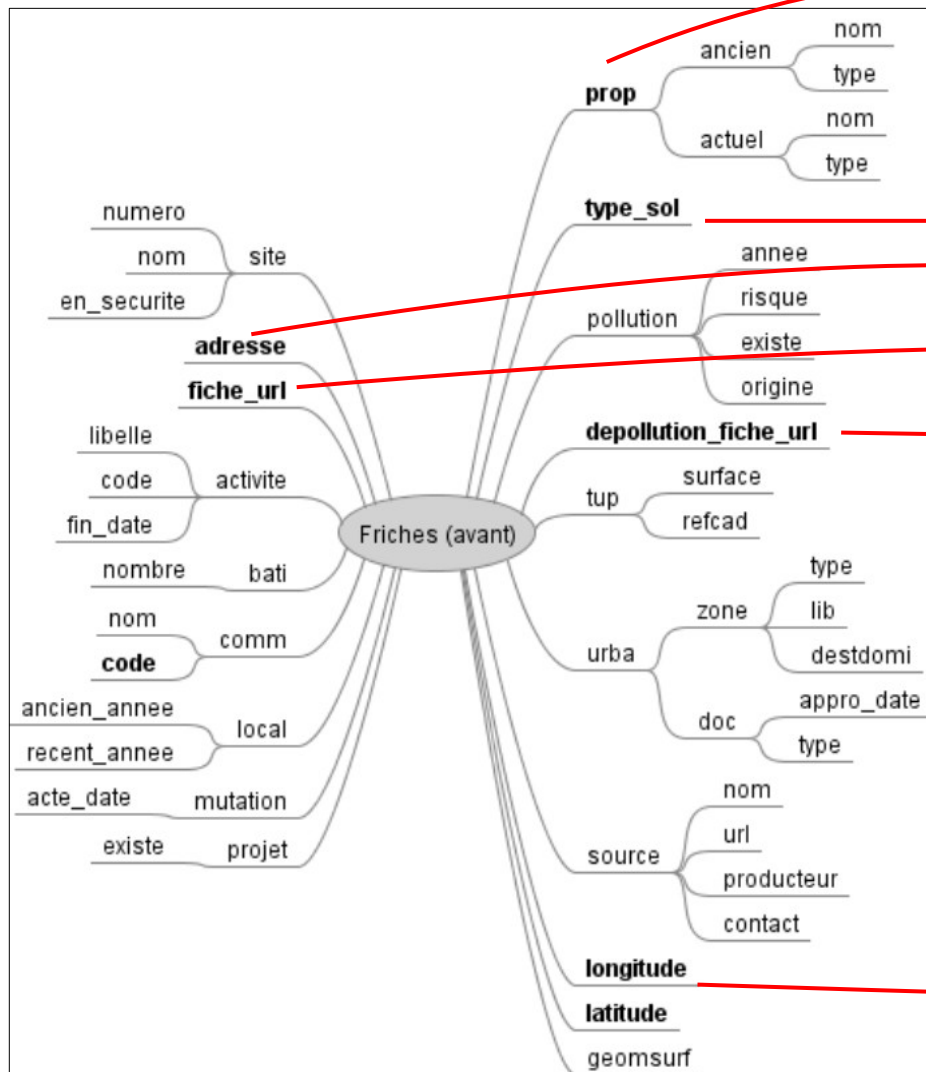 Friches (avant)
site
numero
nom
en_securite
adresse
fiche_url
activite
libelle
code
fin_date
bati
nombre
comm
nom
code
local
ancien_annee
recent_annee
mutation
acte_date
projet
existe
prop
ancien
nom
type
actuel
nom
type
type_sol
pollution
annee
risque
existe
origine
depollution_fiche_url
tup
surface
refcad
urba
zone
type
lib
destdomi
doc
appro_date
type
source
nom
url
producteur
contact
longitude
latitude
geomsurf